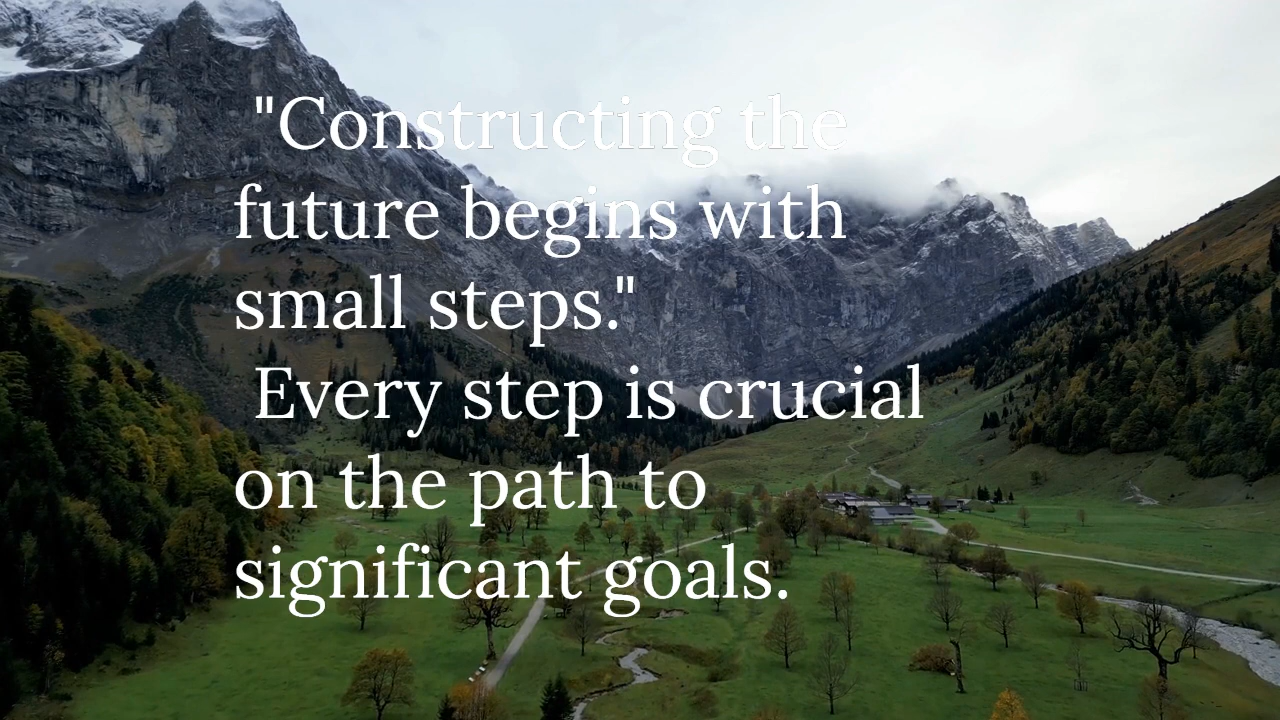 "Constructing the
future begins with
small steps."
Every step is crucial
on the path to
significant goals.